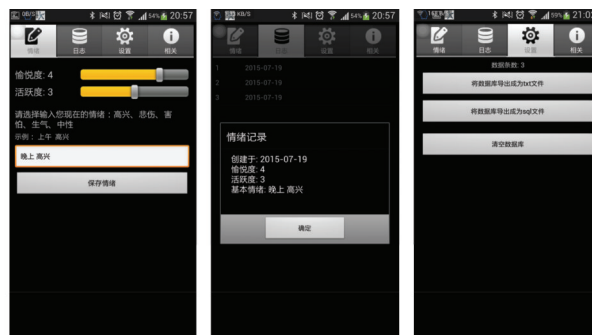 54% 20:57
情绪
日志
设置
相关
愉悦度: 4
活跃度: 3
请选择输入您现在的情绪：高兴、悲伤、害
怕、生气、中性
示例：上午 高兴
晚上 高兴
保存情绪
KB/S
54% 20:57
情绪
日志
设置
相关
1 2015-07-19
2 2015-07-19
3 2015-07-19
情绪记录
创建于: 2015-07-19
愉悦度: 4
活跃度: 3
基本情绪: 晚上 高兴
确定
59% 21:03
情绪
日志
设置
相关
数据条数: 3
将数据库导出成为txt文件
将数据库导出成为sql文件
清空数据库